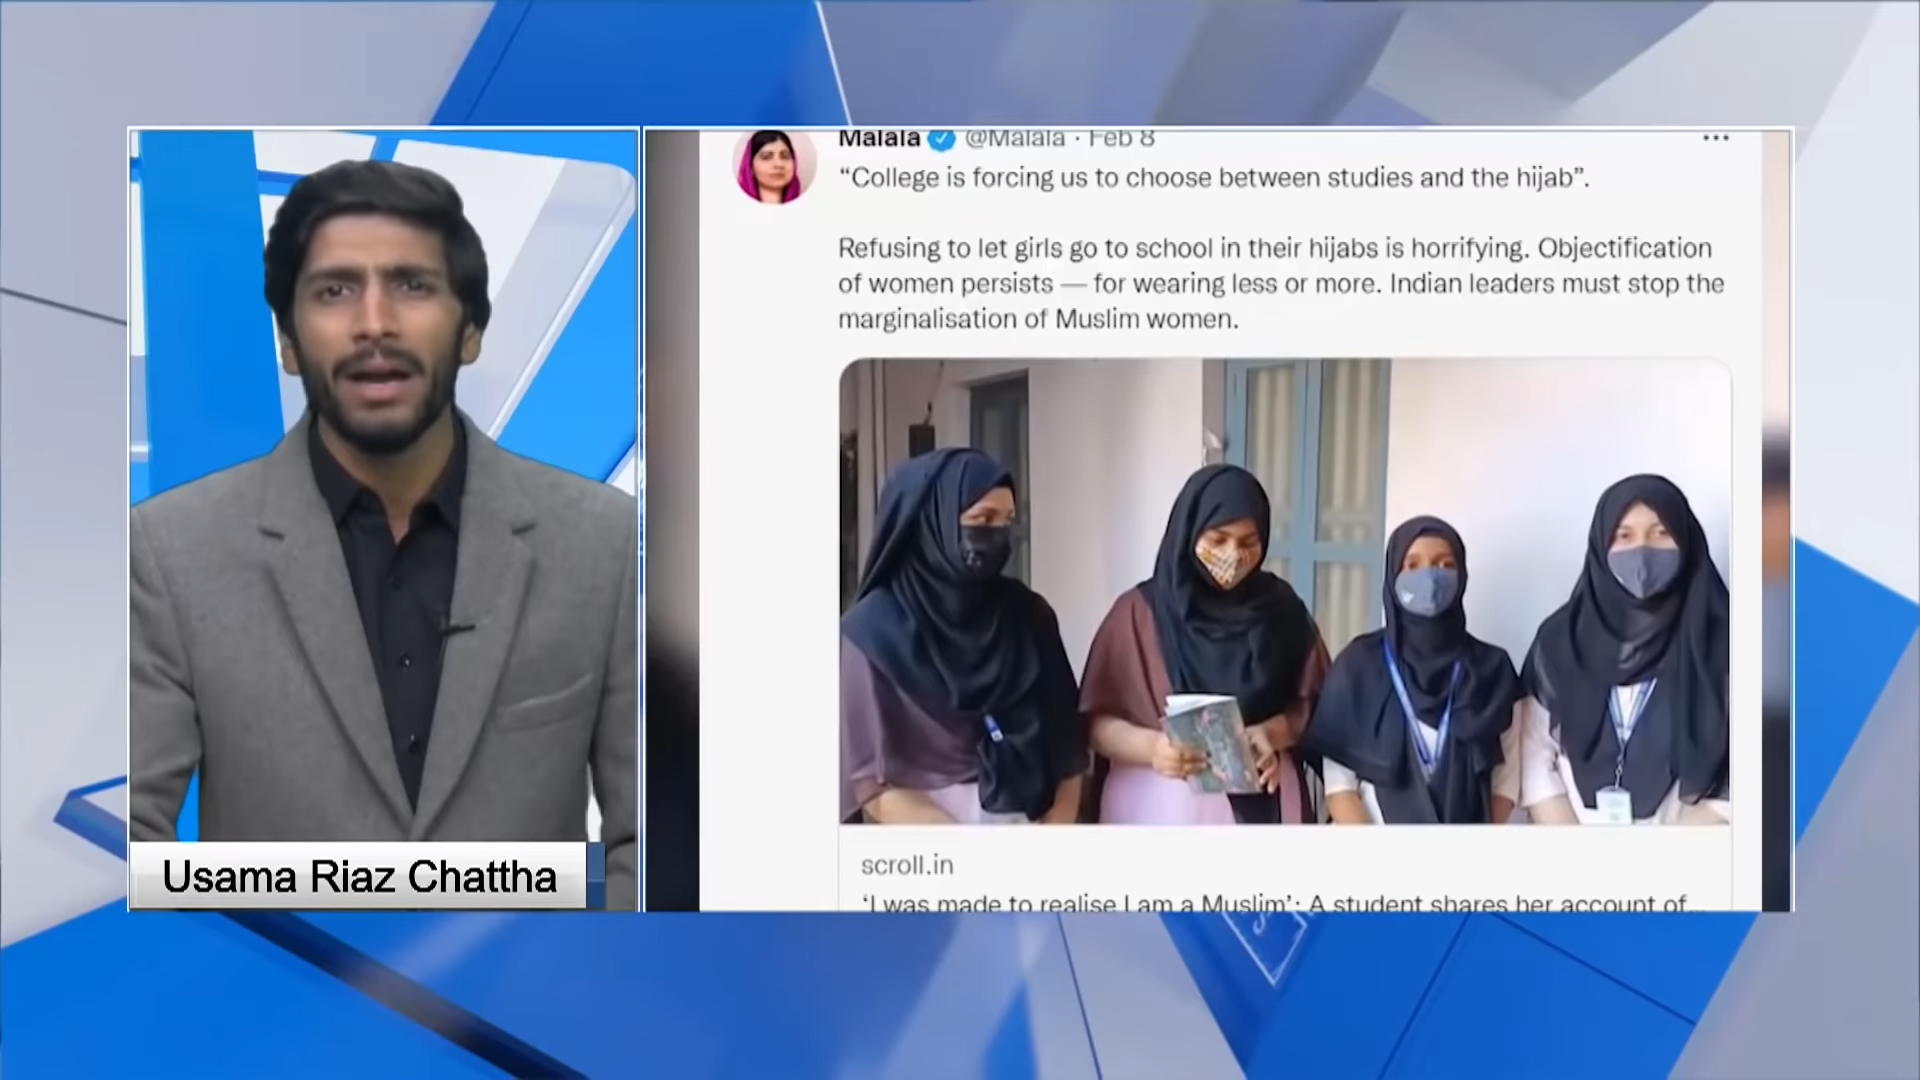 Malala @Malala · Feb 8
“College is forcing us to choose between studies and the hijab”.
Refusing to let girls go to school in their hijabs is horrifying. Objectification
of women persists — for wearing less or more. Indian leaders must stop the
marginalisation of Muslim women.
scroll.in
‘I was made to realise I am a Muslim’: A student shares her account of...
Usama Riaz Chattha